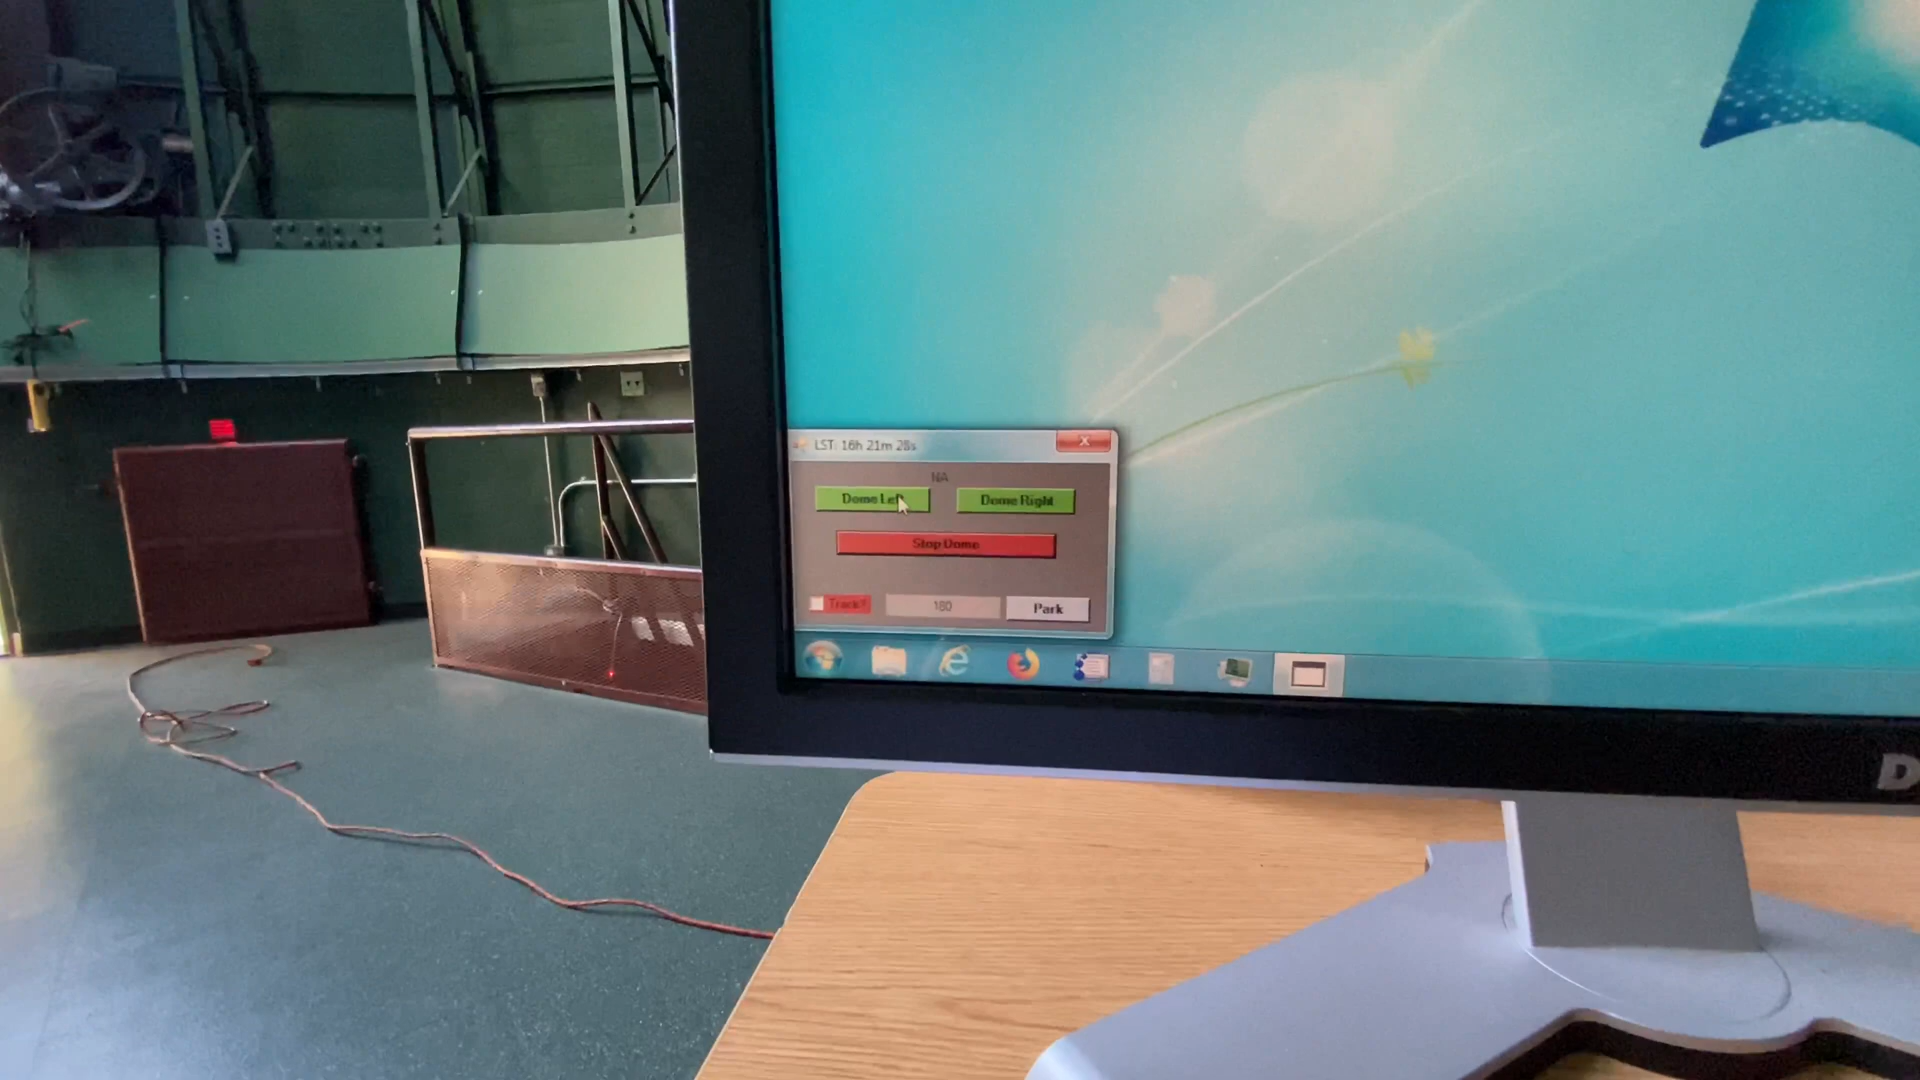 LST: 16h 21m 28s
NA
Dome Left
Dome Right
Stop Dome
Track?
180
Park
D